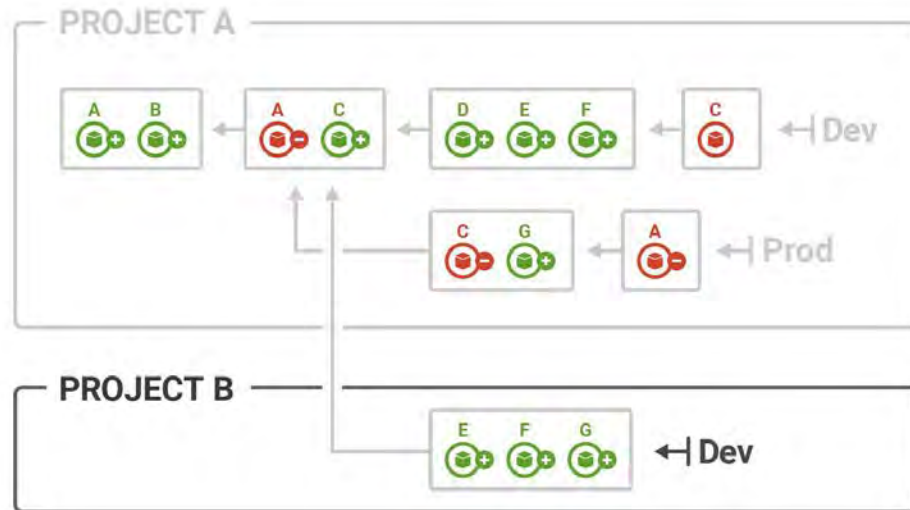 PROJECT A
A B
A C
D E F
C
Dev
C G
A
Prod
PROJECT B
E F G
Dev